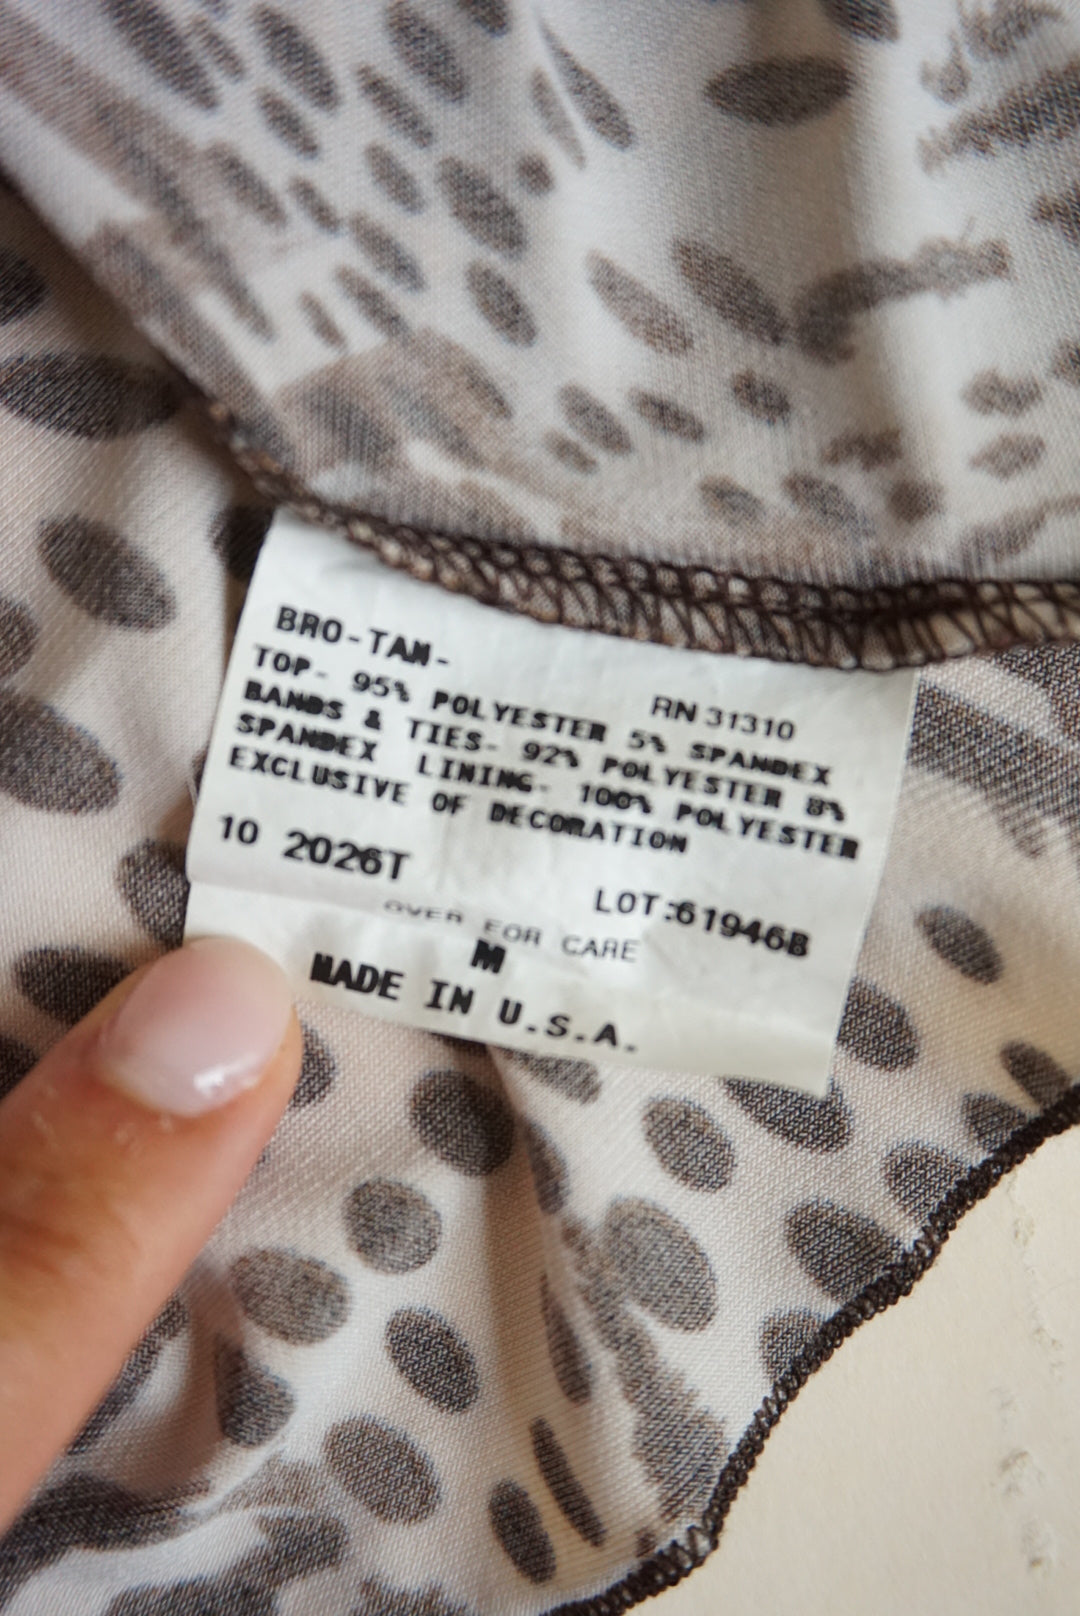 BRO-TAN-
RN 31310
TOP- 95% POLYESTER 5% SPANDEX
BANDS & TIES- 92% POLYESTER 8%
SPANDEX LINING- 100% POLYESTER
EXCLUSIVE OF DECORATION
10 2026T
LOT:61946B
OVER FOR CARE
M
MADE IN U.S.A.